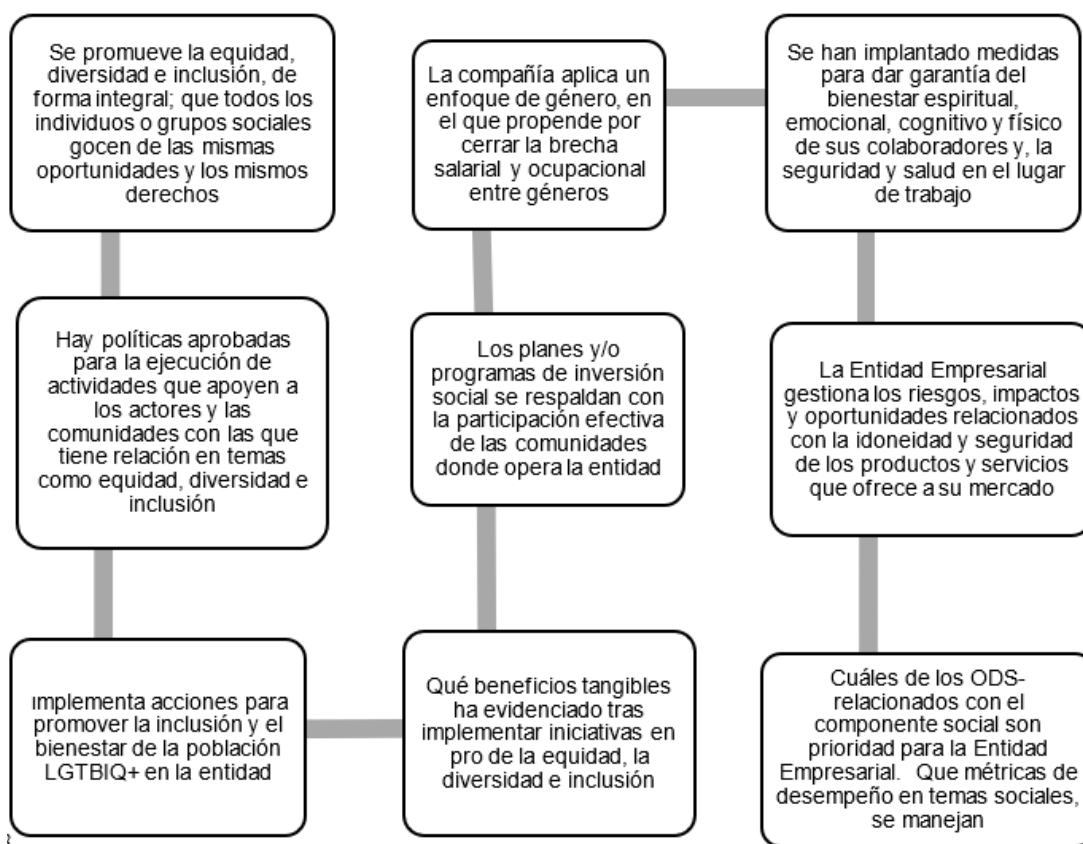 Se promueve la equidad,
diversidad e inclusión, de
forma integral; que todos los
individuos o grupos sociales
gocen de las mismas
oportunidades y los mismos
derechos
Hay políticas aprobadas
para la ejecución de
actividades que apoyen a
los actores y las
comunidades con las que
tiene relación en temas
como equidad, diversidad e
inclusión
implementa acciones para
promover la inclusión y el
bienestar de la población
LGTBIQ+ en la entidad
Qué beneficios tangibles
ha evidenciado tras
implementar iniciativas en
pro de la equidad, la
diversidad e inclusión
Los planes y/o
programas de inversión
social se respaldan con
la participación efectiva
de las comunidades
donde opera la entidad
La compañía aplica un
enfoque de género, en
el que propende por
cerrar la brecha
salarial y ocupacional
entre géneros
Se han implantado medidas
para dar garantía del
bienestar espiritual,
emocional, cognitivo y físico
de sus colaboradores y, la
seguridad y salud en el lugar
de trabajo
La Entidad Empresarial
gestiona los riesgos, impactos
y oportunidades relacionados
con la idoneidad y seguridad
de los productos y servicios
que ofrece a su mercado
Cuáles de los ODS-
relacionados con el
componente social son
prioridad para la Entidad
Empresarial. Que métricas de
desempeño en temas sociales,
se manejan